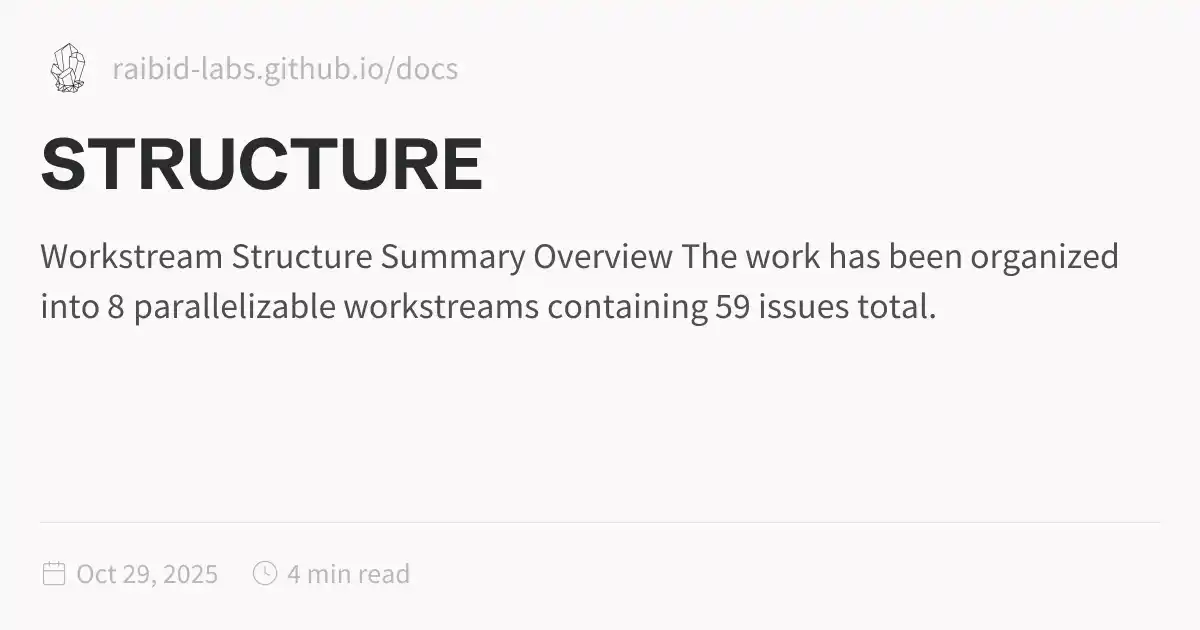 raibid-labs.github.io/docs
STRUCTURE
Workstream Structure Summary Overview The work has been organized
into 8 parallelizable workstreams containing 59 issues total.
Oct 29, 2025 4 min read